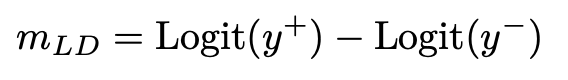 m_{LD} = Logit(y^+) − Logit(y^−)